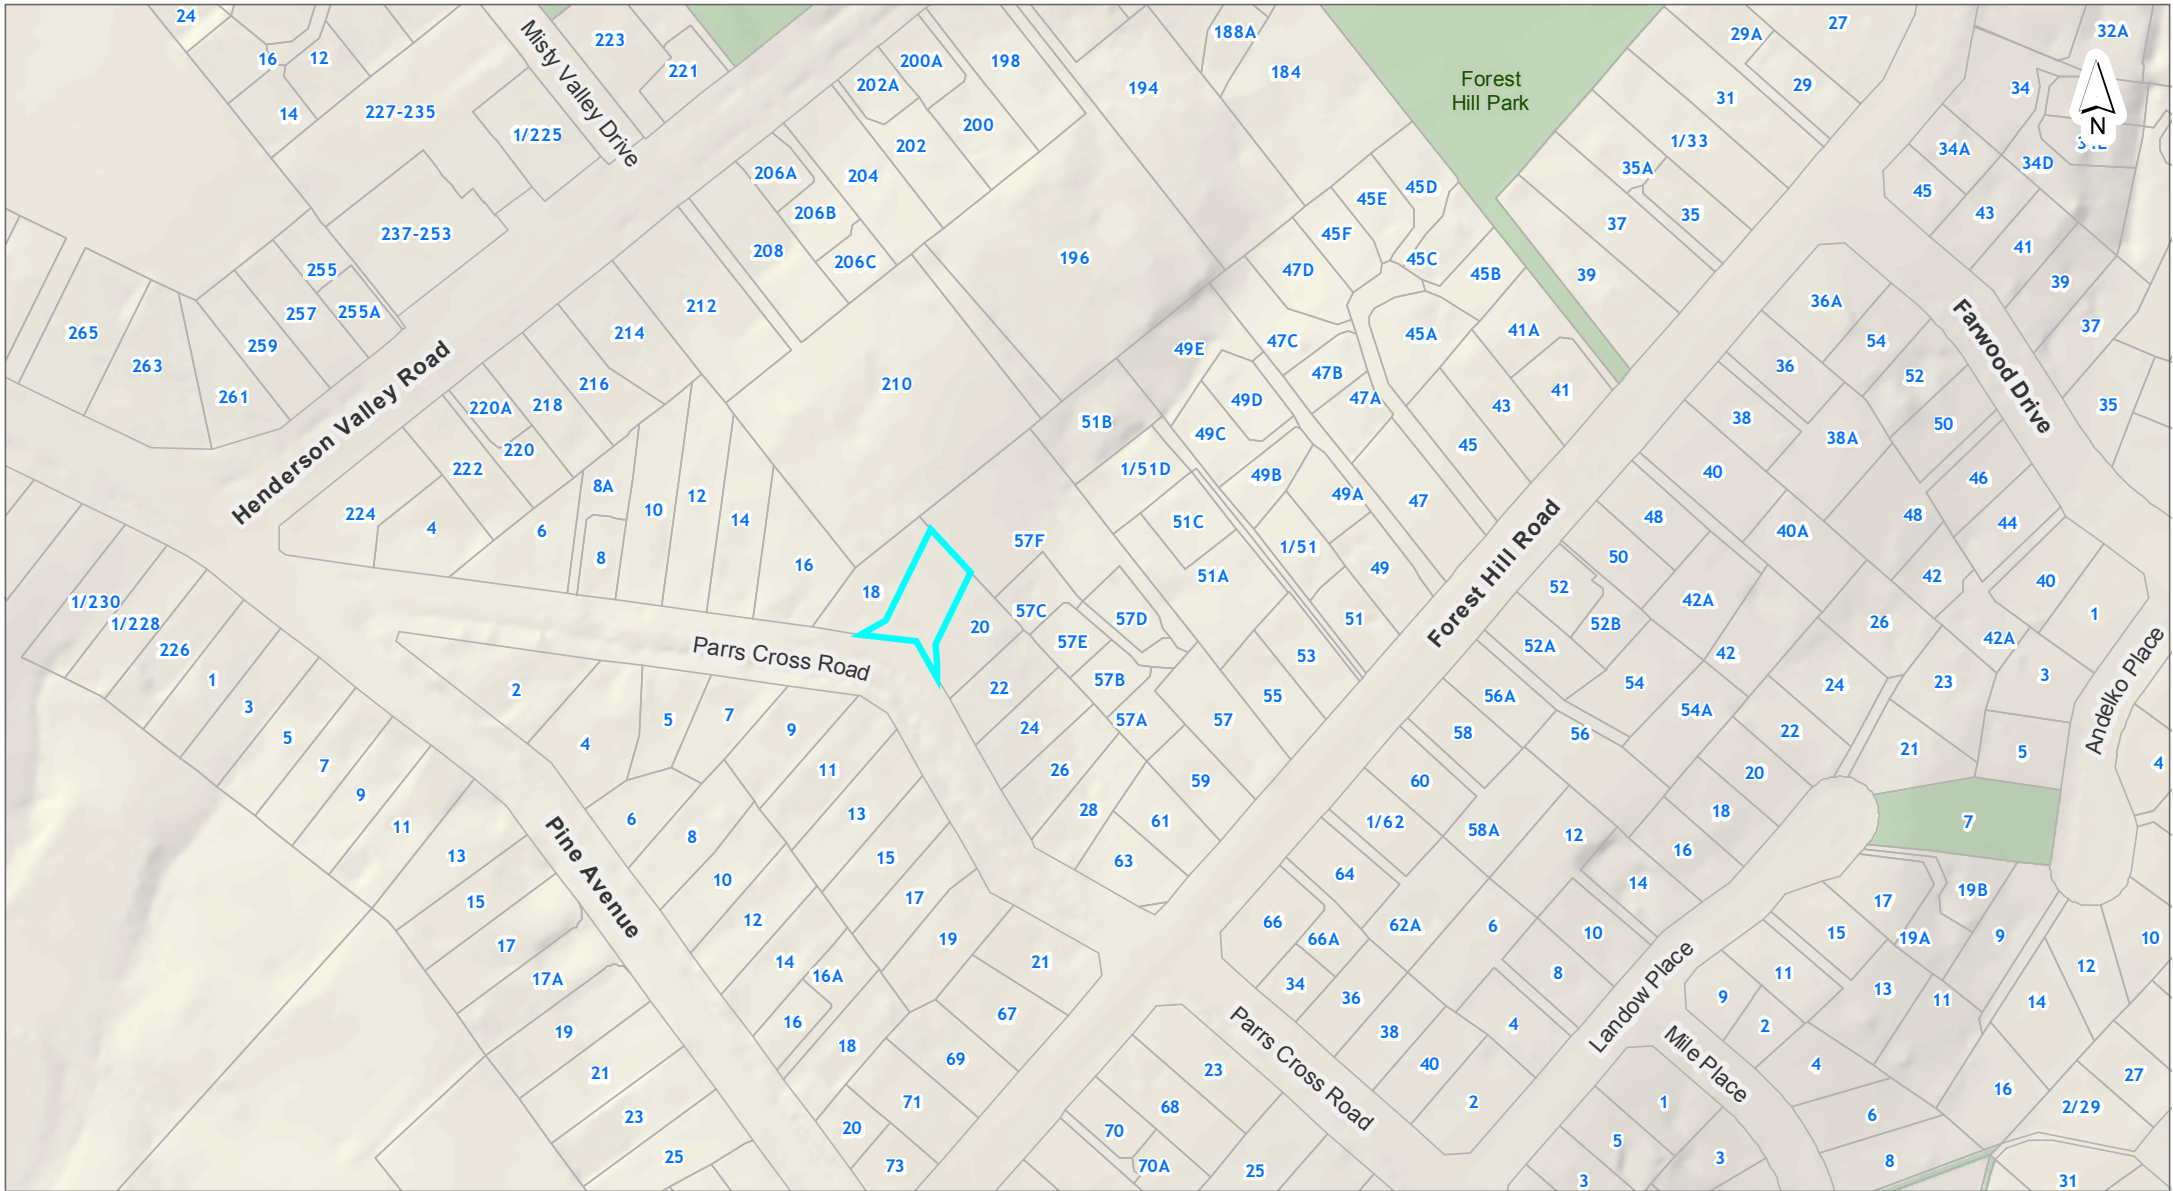 24
223
Misty Valley Drive
188A
29A
27
32A
16
12
221
200A
198
184
Forest
Hill Park
202A
194
31
29
34
14
227-235
1/225
202
200
N
1/33
34A
34D
206A
204
35A
45E
45D
45
206B
35
43
237-253
208
45F
37
41
206C
196
45C
255
47D
45B
39
39
257
255A
212
36A
265
214
41A
37
263
259
47C
45A
54
49E
36
216
47B
52
261
210
49D
47A
41
Farwood Drive
Henderson Valley Road
220A
218
43
35
51B
38
50
220
49C
45
38A
222
1/51D
49B
40
46
8A
10
12
49A
47
224
4
6
14
51C
48
40A
48
44
57F
1/51
50
8
16
51A
49
Forest Hill Road
42
40
18
57C
52
1/230
1/228
20
57D
51
42A
1
226
57E
52B
26
42A
Parrs Cross Road
53
52A
42
1
2
22
57B
55
56A
54
24
23
3
3
5
7
57A
57
54A
5
9
24
58
56
22
21
5
Andelko Place
4
7
4
11
26
59
60
20
9
6
13
28
61
1/62
58A
12
18
7
11
8
63
16
13
Pine Avenue
15
64
14
10
17
15
17
19B
12
66
62A
6
10
17
19
66A
15
19A
9
10
14
16A
21
8
12
17A
34
36
Landow Place
11
13
11
14
9
16
67
Parrs Cross Road
38
4
2
19
18
69
40
Mile Place
4
21
23
16
27
71
68
2
1
6
2/29
23
20
70
5
25
73
70A
25
3
8
3
31